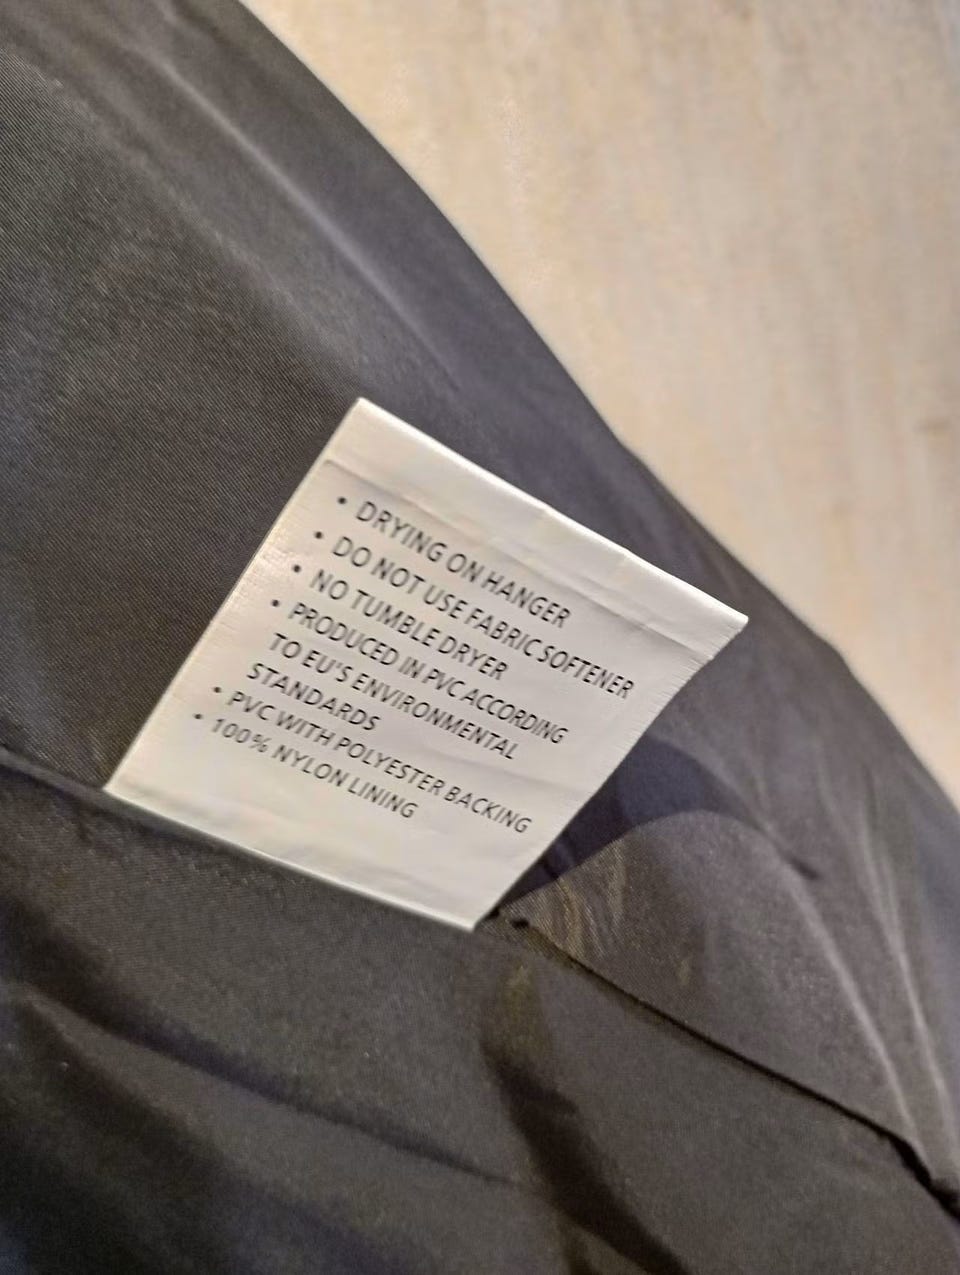 • DRYING ON HANGER
• DO NOT USE FABRIC SOFTENER
• NO TUMBLE DRYER
• PRODUCED IN PVC ACCORDING
TO EU'S ENVIRONMENTAL
STANDARDS
• PVC WITH POLYESTER BACKING
• 100% NYLON LINING